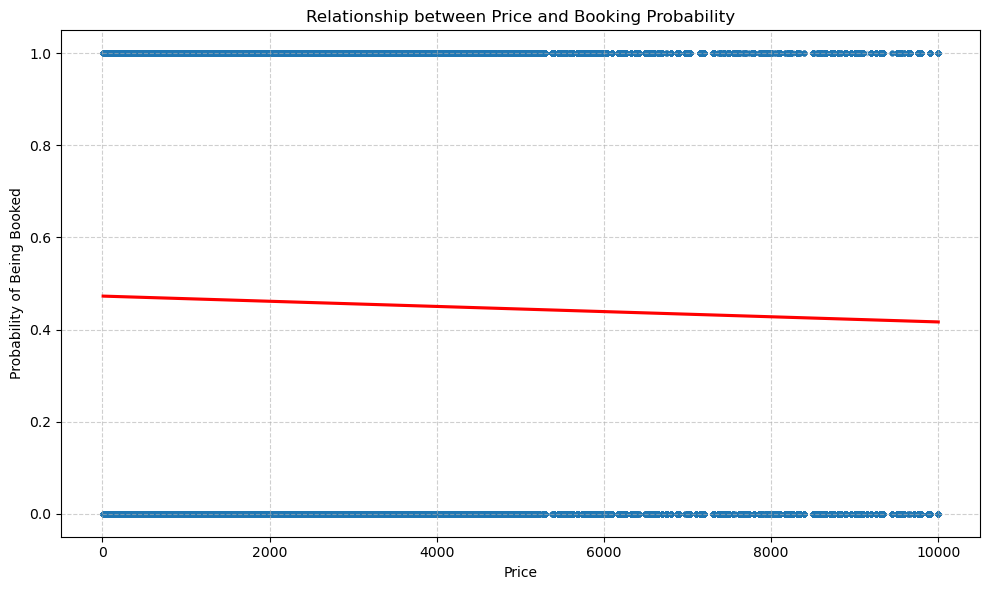 Relationship between Price and Booking Probability
Probability of Being Booked
1.0
0.8
0.6
0.4
0.2
0.0
0 2000 4000 6000 8000 10000
Price